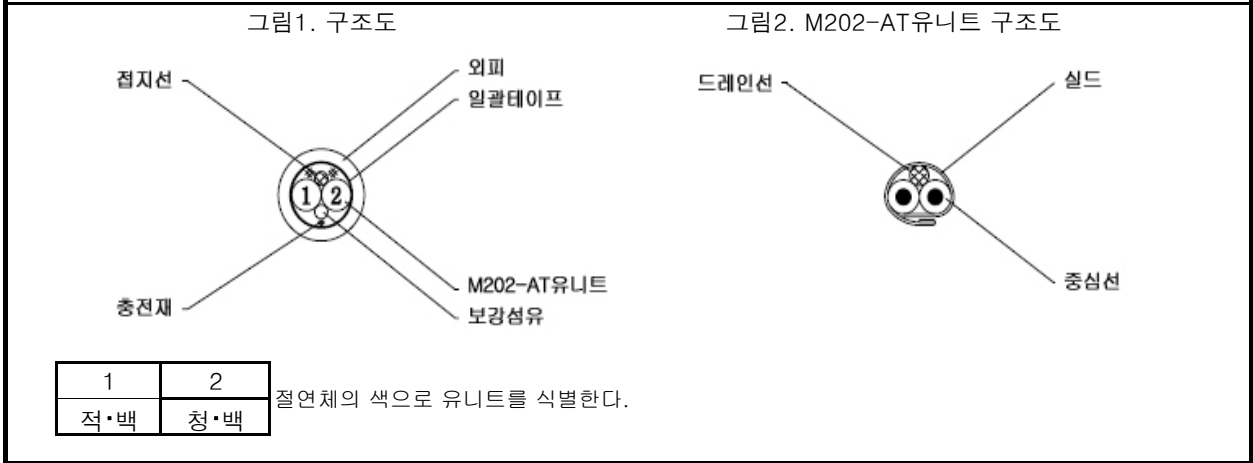 그림1. 구조도
접지선
외피
일괄테이프
1 2
M202-AT유니트
보강섬유
충전재
그림2. M202-AT유니트 구조도
드레인선
실드
중심선
1 2
적·백 청·백
절연체의 색으로 유니트를 식별한다.